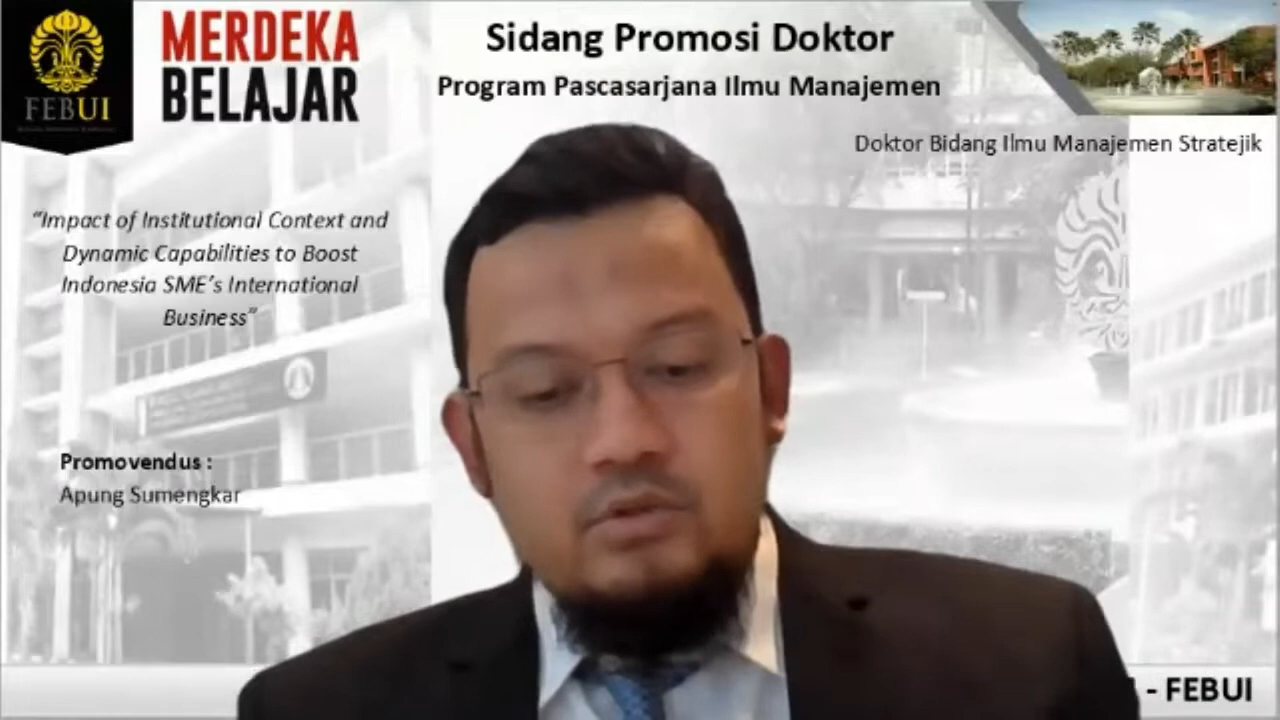 FEBUI
MERDEKA
BELAJAR
Sidang Promosi Doktor
Program Pascasarjana Ilmu Manajemen
Doktor Bidang Ilmu Manajemen Stratejik
“Impact of Institutional Context and
Dynamic Capabilities to Boost
Indonesia SME’s International
Business”
Promovendus :
Apung Sumengkar
- FEBUI